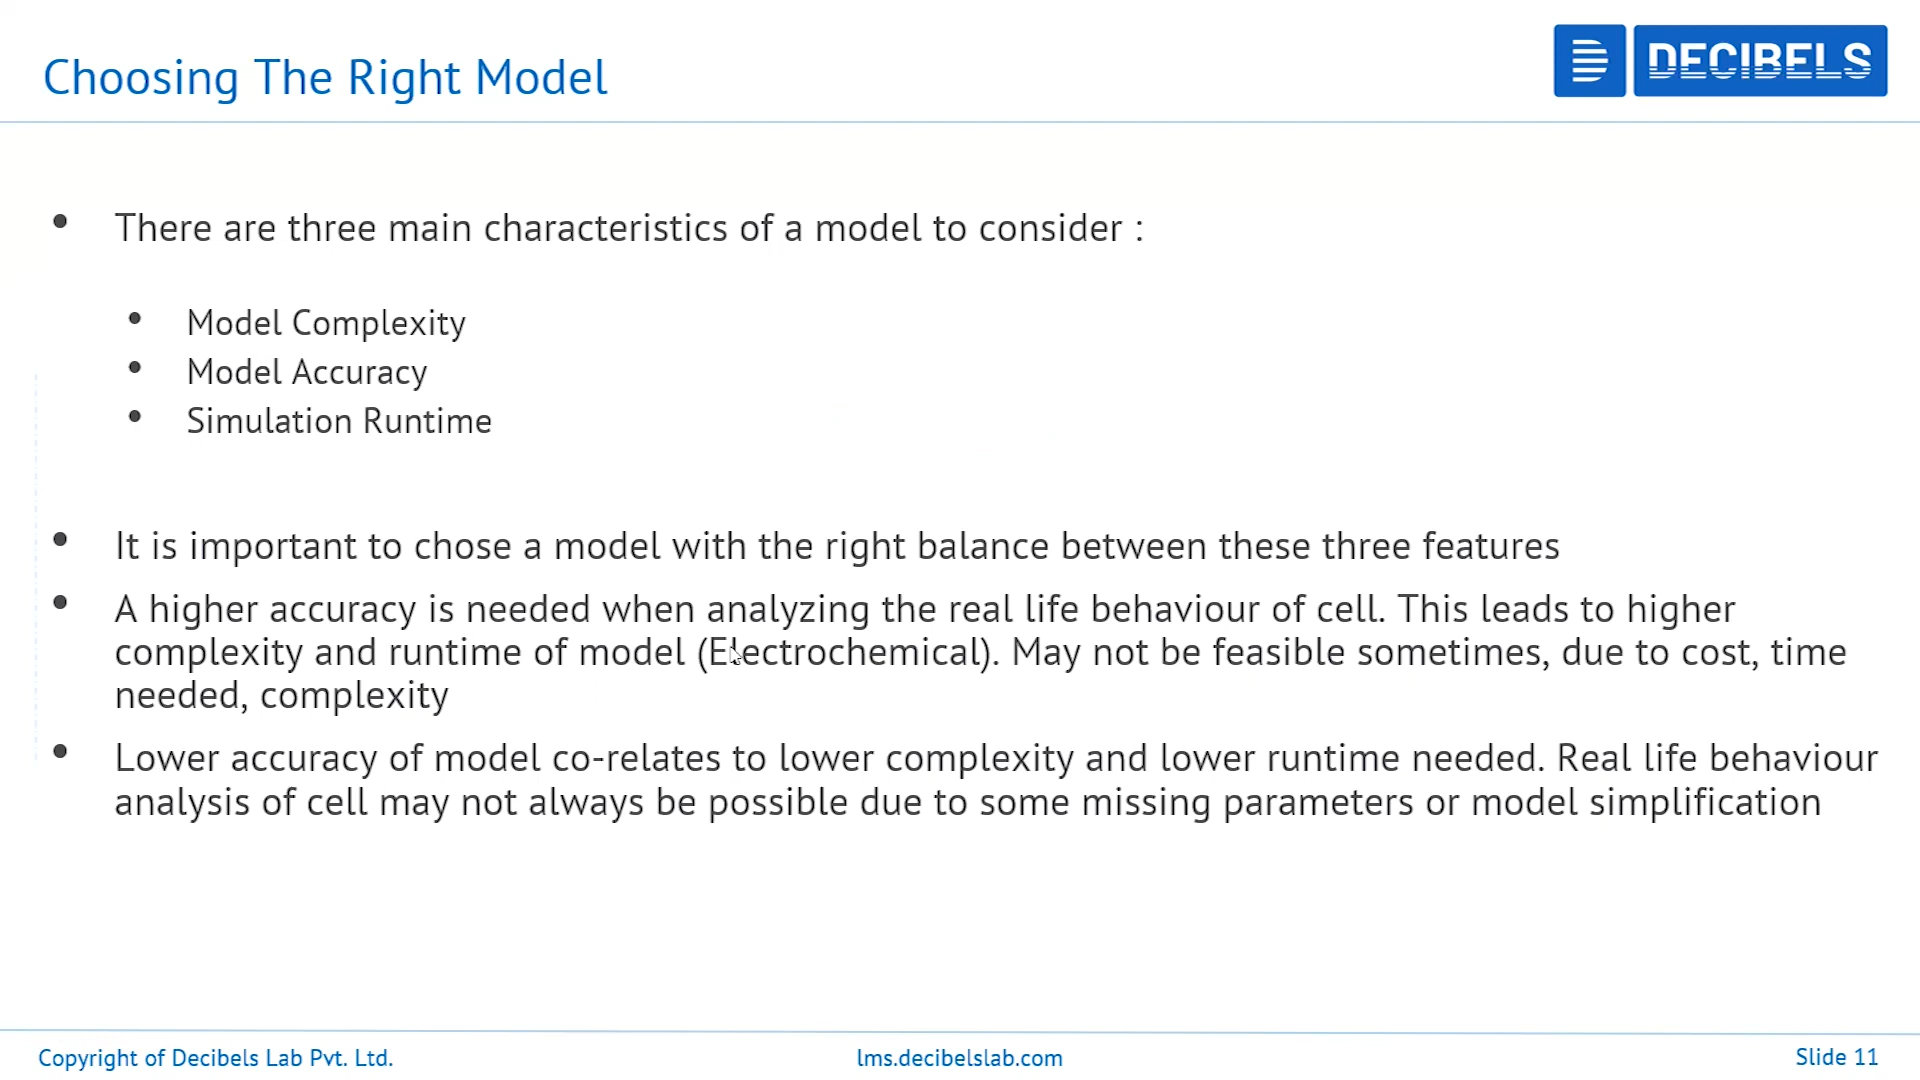 Choosing The Right Model
DECIBELS
• There are three main characteristics of a model to consider :
• Model Complexity
• Model Accuracy
• Simulation Runtime
• It is important to chose a model with the right balance between these three features
• A higher accuracy is needed when analyzing the real life behaviour of cell. This leads to higher
complexity and runtime of model (Electrochemical). May not be feasible sometimes, due to cost, time
needed, complexity
• Lower accuracy of model co-relates to lower complexity and lower runtime needed. Real life behaviour
analysis of cell may not always be possible due to some missing parameters or model simplification
Copyright of Decibels Lab Pvt. Ltd.
lms.decibelslab.com
Slide 11